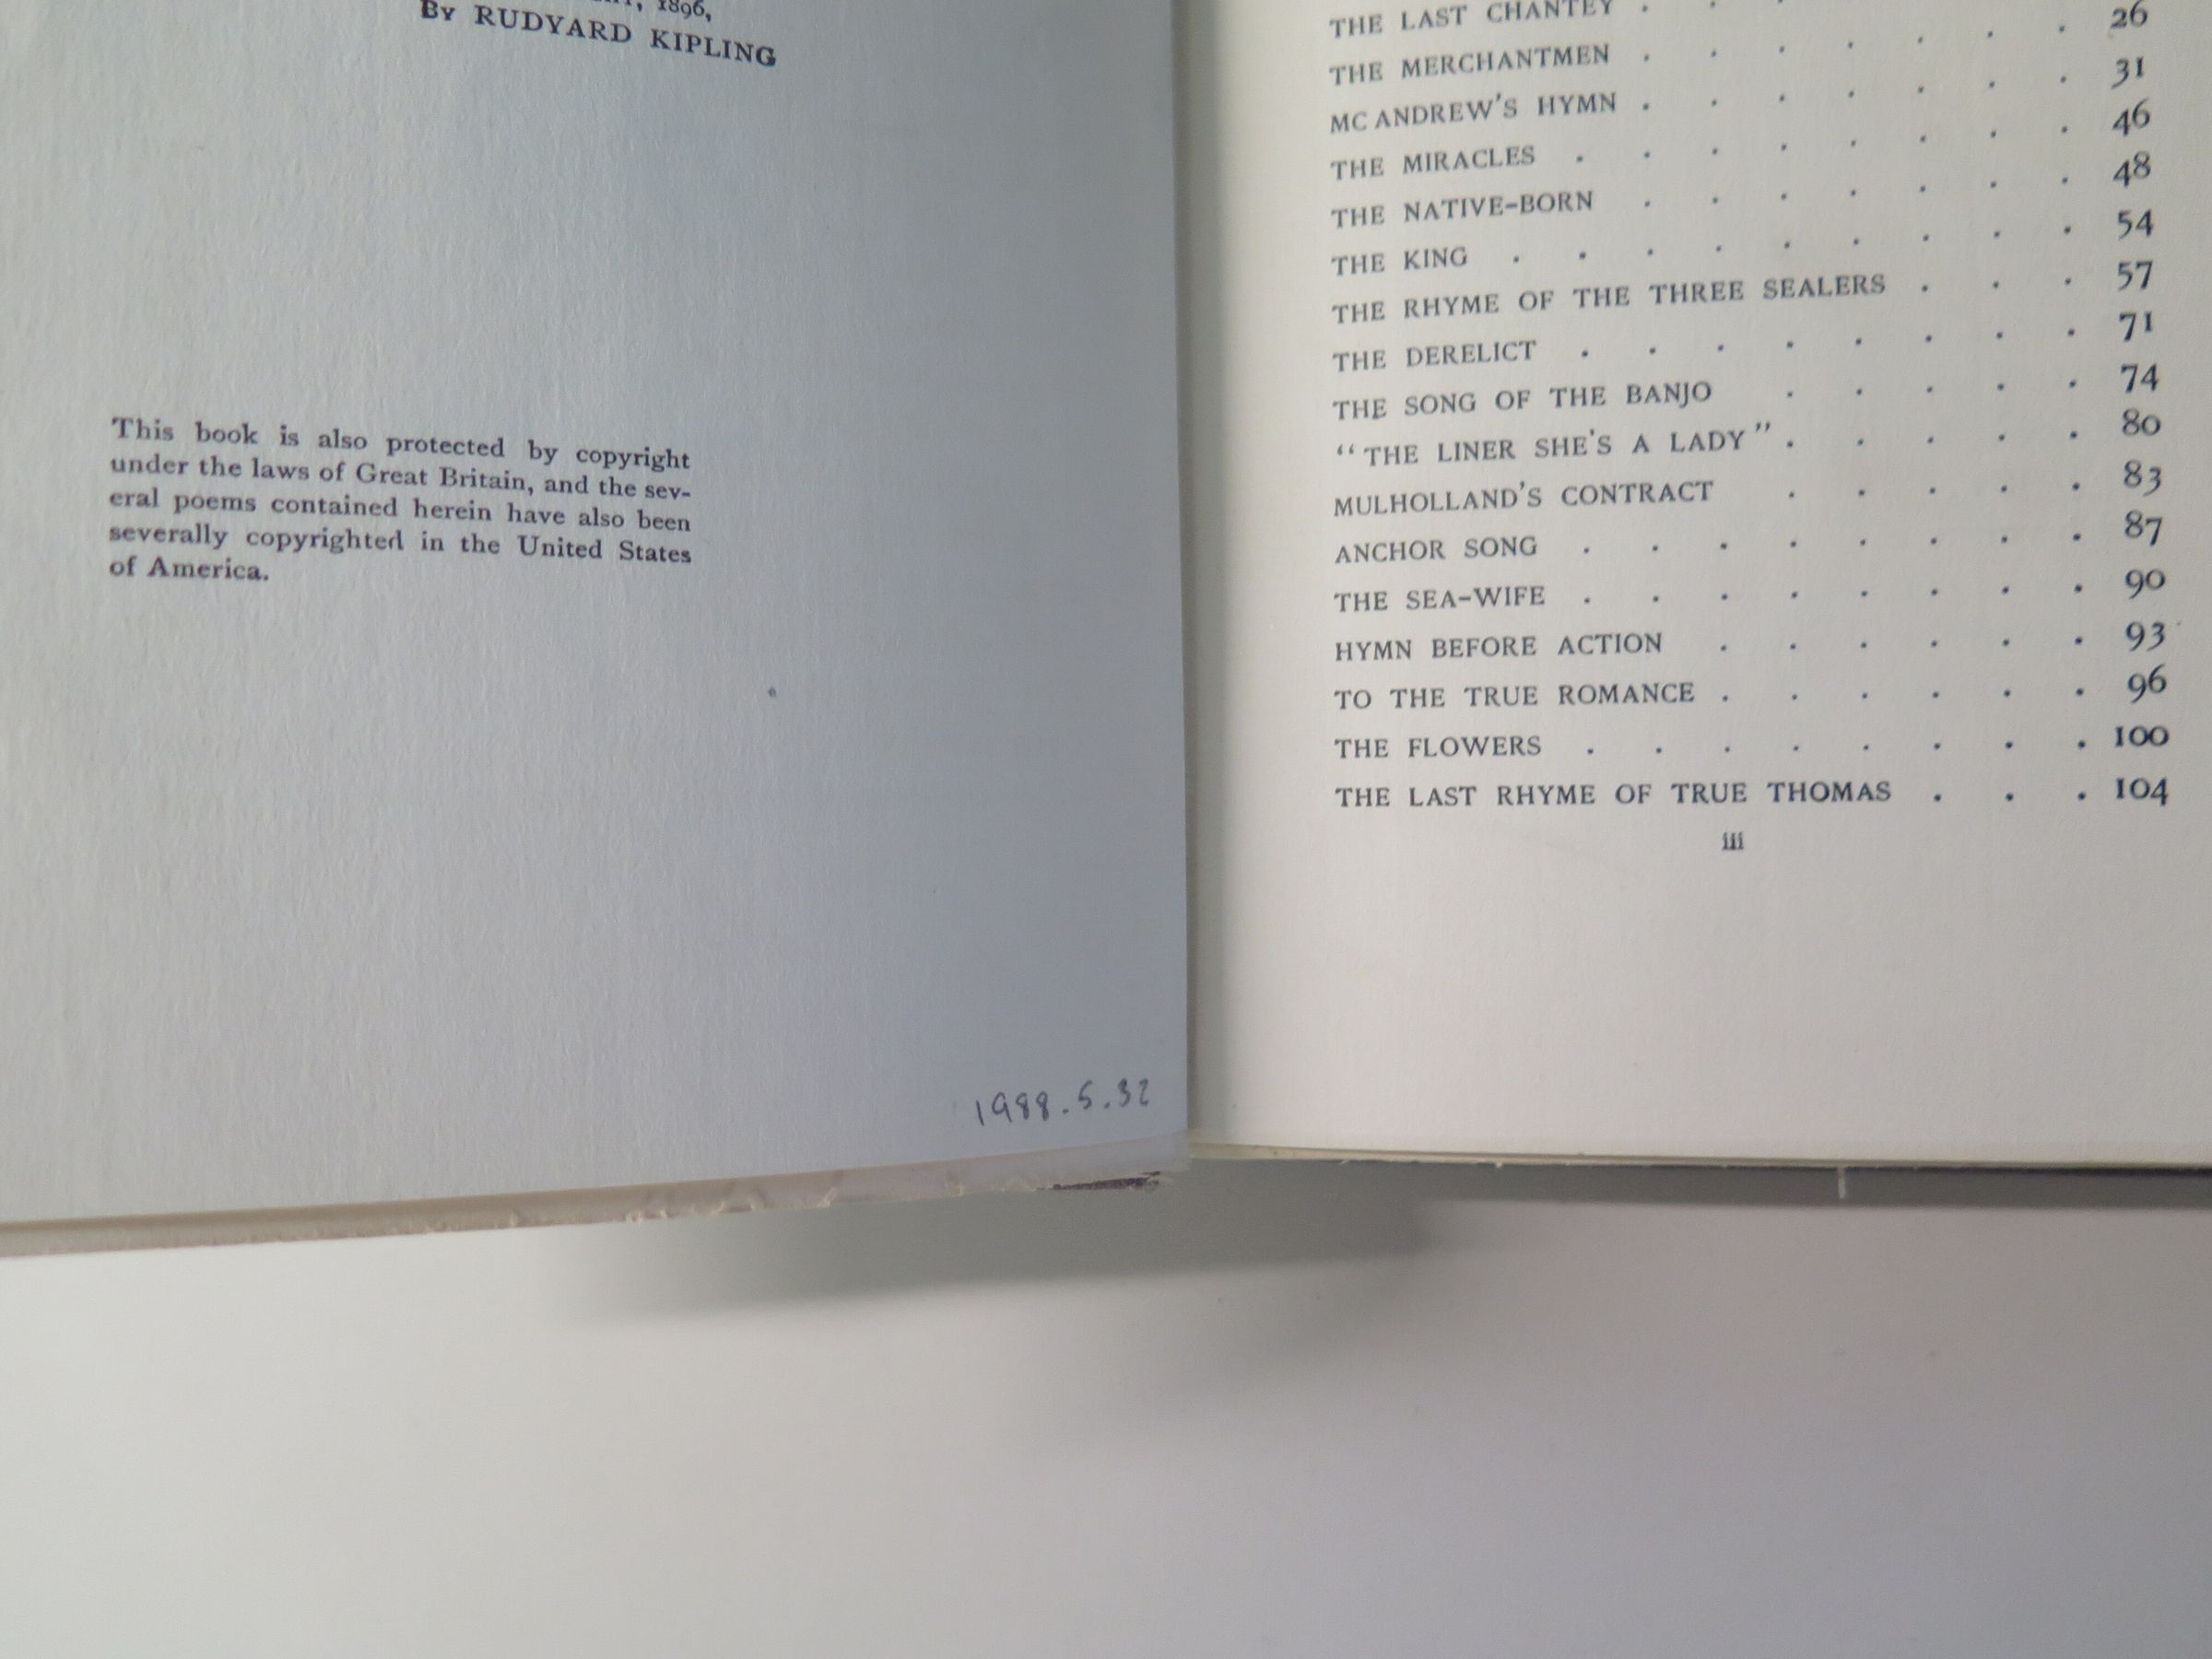 1896,
By RUDYARD KIPLING
This book is also protected by copyright
under the laws of Great Britain, and the sev-
eral poems contained herein have also been
severally copyrighted in the United States
of America.
1988.5.32
THE LAST CHANTEY . .
THE MERCHANTMEN . . . . . . . 26
MCANDREW'S HYMN . . . . . . . 31
THE MIRACLES . . . . . . . . 46
THE NATIVE-BORN . . . . . . . 48
THE KING . . . . . . . . . 54
THE RHYME OF THE THREE SEALERS . . . 57
THE DERELICT . . . . . . . . 71
THE SONG OF THE BANJO . . . . . 74
“THE LINER SHE'S A LADY” . . . . . 80
MULHOLLAND'S CONTRACT . . . . . 83
ANCHOR SONG . . . . . . . . 87
THE SEA-WIFE . . . . . . . . 90
HYMN BEFORE ACTION . . . . . . 93
TO THE TRUE ROMANCE . . . . . . 96
THE FLOWERS . . . . . . . . 100
THE LAST RHYME OF TRUE THOMAS . . . 104
iii